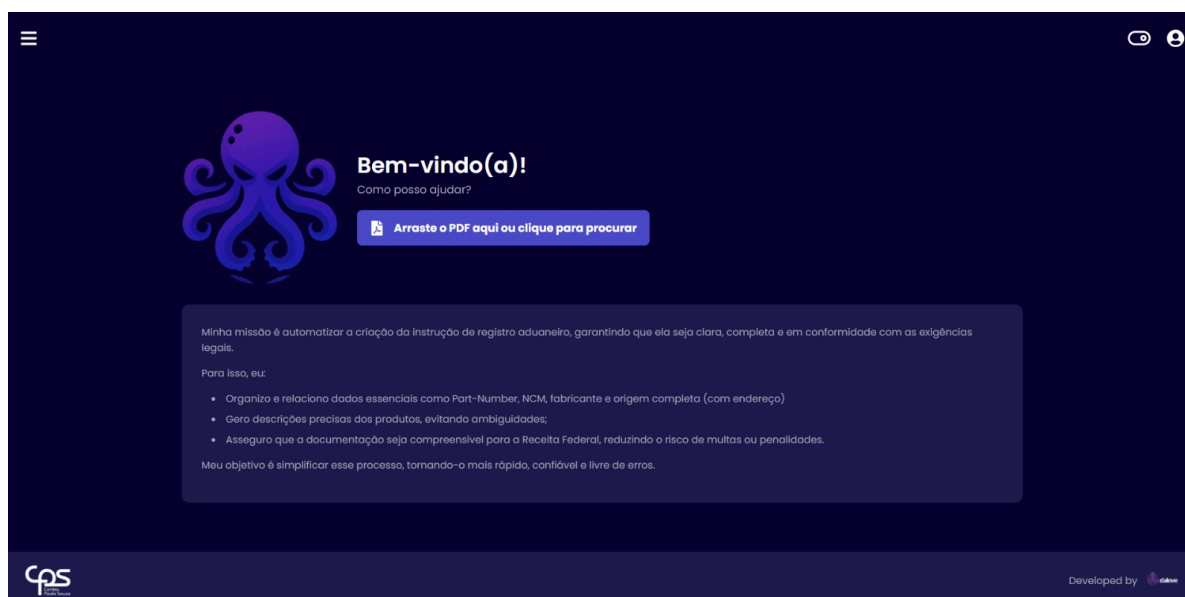 Bem-vindo(a)!
Como posso ajudar?
Arraste o PDF aqui ou clique para procurar
Minha missão é automatizar a criação da instrução de registro aduaneiro, garantindo que ela seja clara, completa e em conformidade com as exigências
legais.
Para isso, eu:
• Organizo e relaciono dados essenciais como Part-Number, NCM, fabricante e origem completa (com endereço)
• Gero descrições precisas dos produtos, evitando ambiguidades;
• Asseguro que a documentação seja compreensível para a Receita Federal, reduzindo o risco de multas ou penalidades.
Meu objetivo é simplificar esse processo, tornando-o mais rápido, confiável e livre de erros.
CPS
Centro
Paula Souza
Developed by dalove